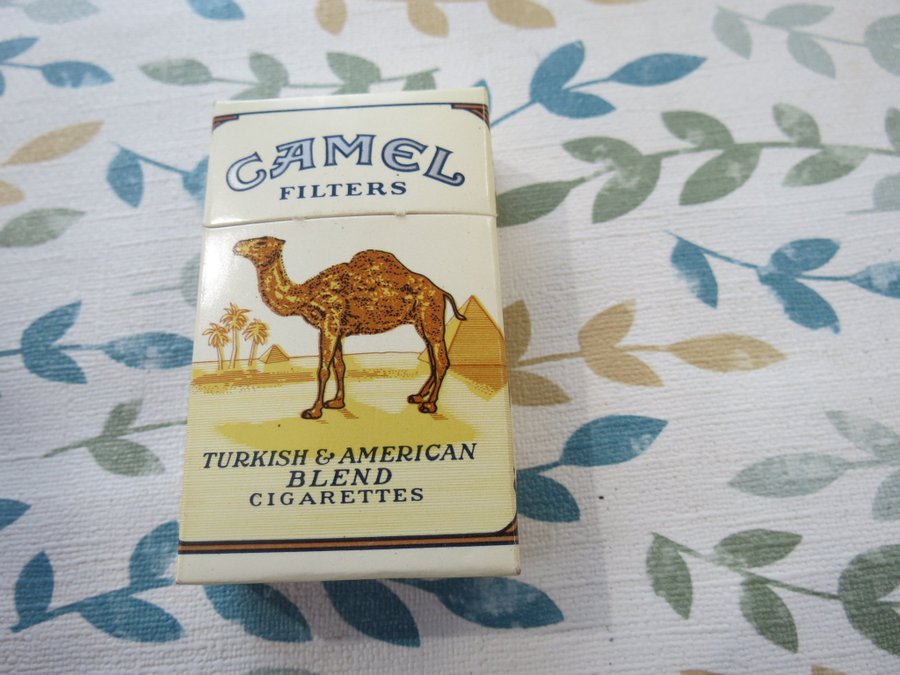 CAMEL
FILTERS
TURKISH & AMERICAN
BLEND
CIGARETTES